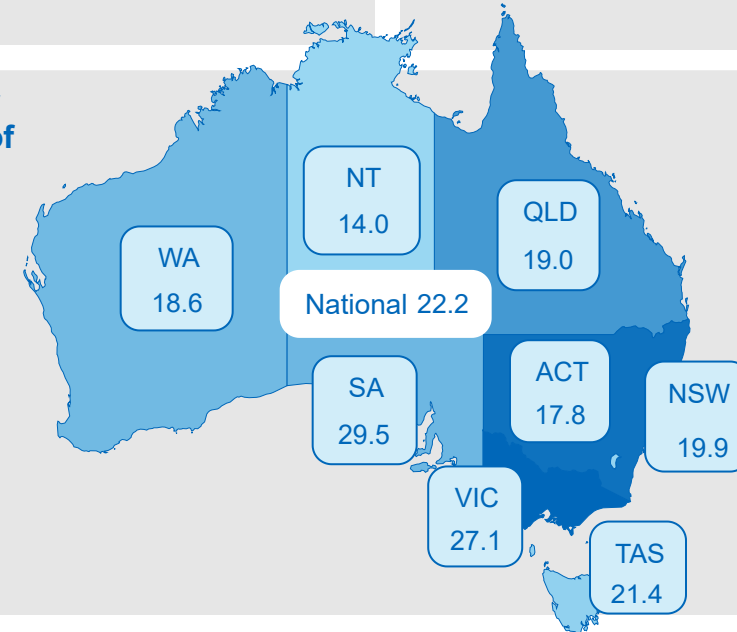 of
NT
14.0
QLD
19.0
WA
18.6
National 22.2
ACT
17.8
SA
29.5
NSW
19.9
VIC
27.1
TAS
21.4